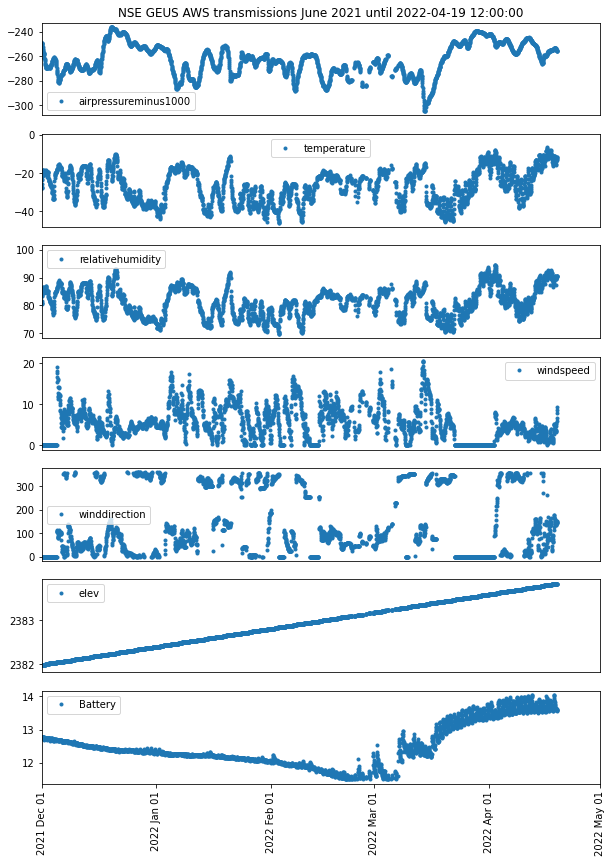 NSE GEUS AWS transmissions June 2021 until 2022-04-19 12:00:00
−240
−260
−280
−300
airpressureminus1000
0
−20
−40
temperature
100
90
80
70
relativehumidity
20
10
0
windspeed
300
200
100
0
winddirection
2383
2382
elev
14
13
12
Battery
2021 Dec 01
2022 Jan 01
2022 Feb 01
2022 Mar 01
2022 Apr 01
2022 May 01